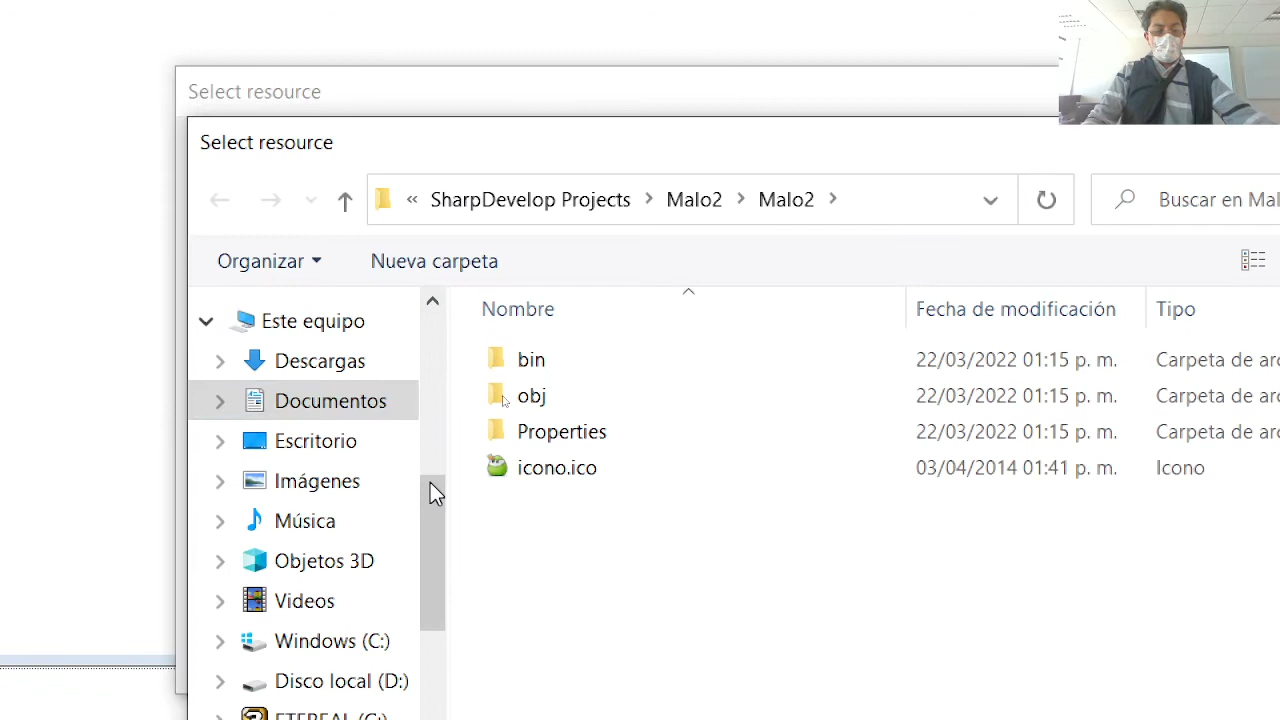 Select resource
Select resource
« SharpDevelop Projects > Malo2 > Malo2 >
Buscar en Mal
Organizar
Nueva carpeta
Nombre
Fecha de modificación
Tipo
Este equipo
Descargas
Documentos
Escritorio
Imágenes
Música
Objetos 3D
Videos
Windows (C:)
Disco local (D:)
bin 22/03/2022 01:15 p. m. Carpeta de arc
obj 22/03/2022 01:15 p. m. Carpeta de arc
Properties 22/03/2022 01:15 p. m. Carpeta de arc
icono.ico 03/04/2014 01:41 p. m. Icono